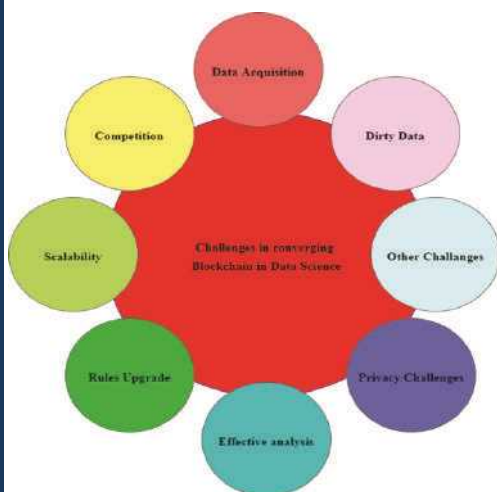 Data Acquisition
Competition
Dirty Data
Scalability
Challenges in converging
Blockchain in Data Science
Other Challanges
Rules Upgrade
Privacy Challenges
Effective analysis